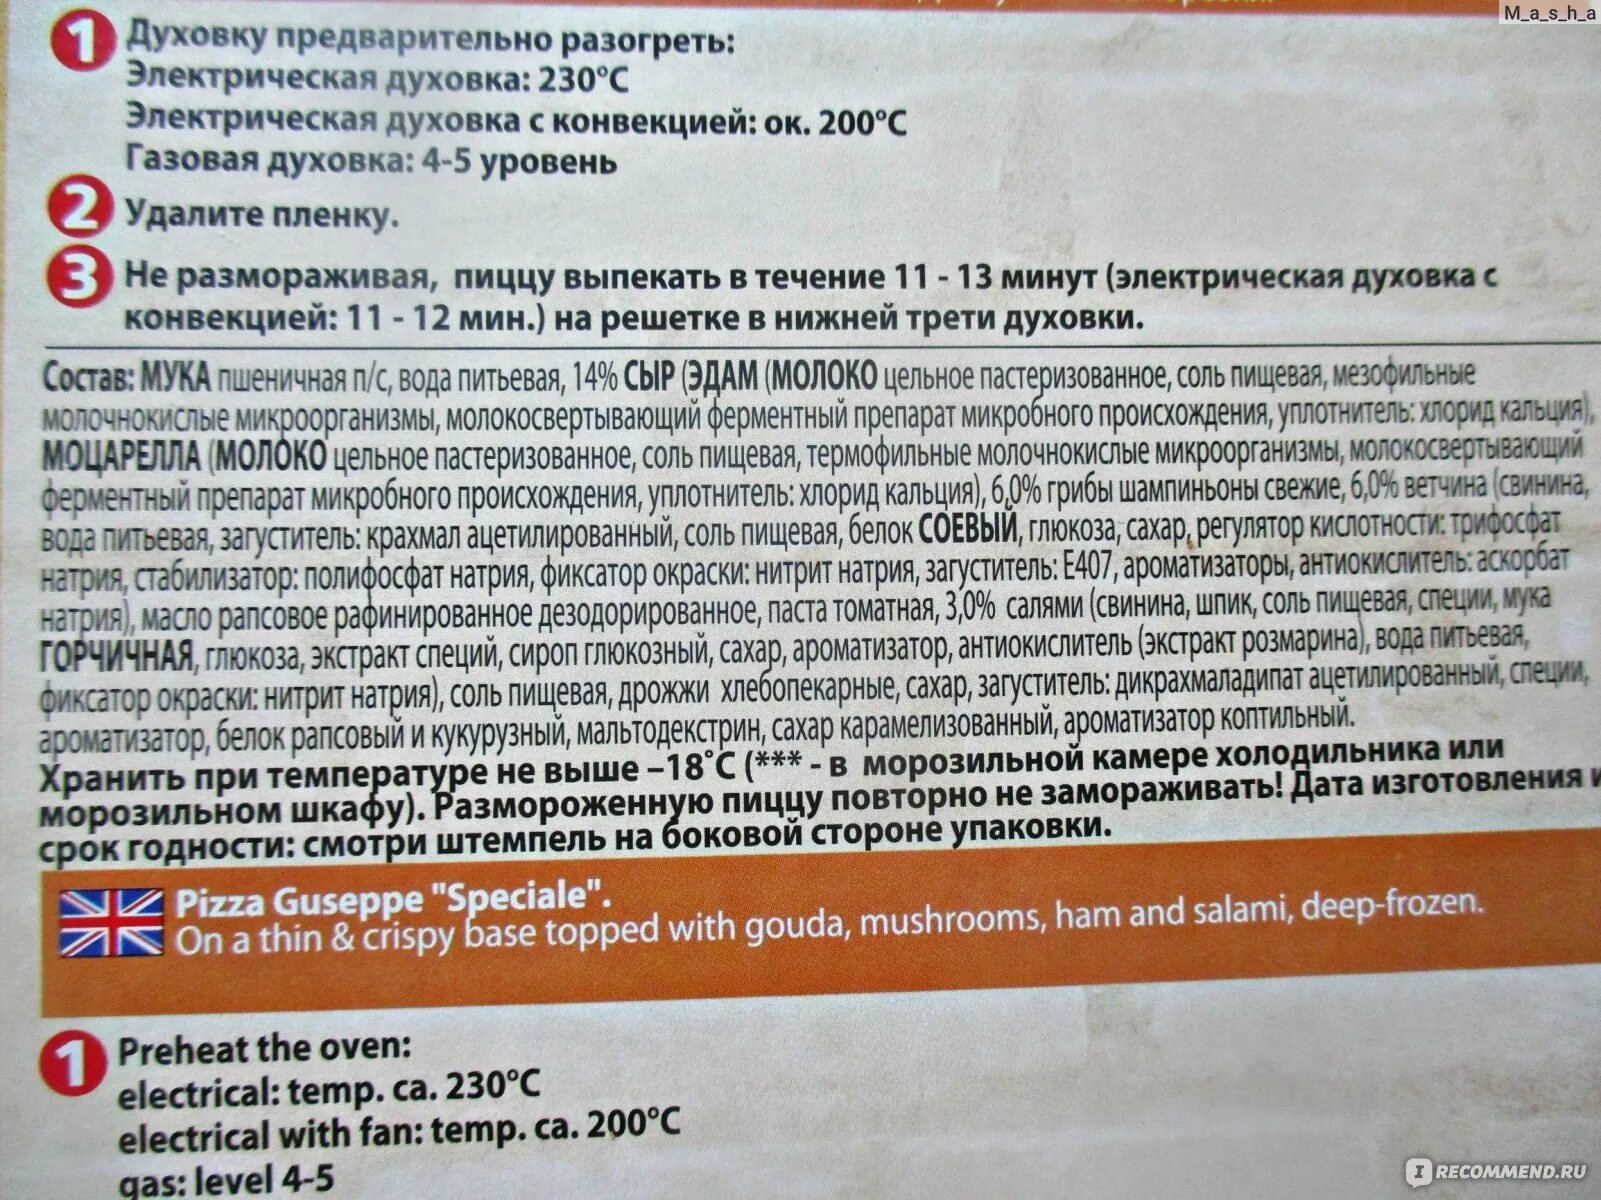 M_a_s_h_a
1 Духовку предварительно разогреть:
Электрическая духовка: 230°C
Электрическая духовка с конвекцией: ок. 200°C
Газовая духовка: 4-5 уровень
2 Удалите пленку.
3 Не размораживая, пиццу выпекать в течение 11 - 13 минут (электрическая духовка с
конвекцией: 11 - 12 мин.) на решетке в нижней трети духовки.
Состав: МУКА пшеничная п/с, вода питьевая, 14% СЫР (ЭДАМ (МОЛОКО цельное пастеризованное, соль пищевая, мезофильные
молочнокислые микроорганизмы, молокосвертывающий ферментный препарат микробного происхождения, уплотнитель: хлорид кальция),
МОЦАРЕЛЛА (МОЛОКО цельное пастеризованное, соль пищевая, термофильные молочнокислые микроорганизмы, молокосвертывающий
ферментный препарат микробного происхождения, уплотнитель: хлорид кальция), 6,0% грибы шампиньоны свежие, 6,0% ветчина (свинина,
вода питьевая, загуститель: крахмал ацетилированный, соль пищевая, белок СОЕВЫЙ, глюкоза, сахар, регулятор кислотности: трифосфат
натрия, стабилизатор: полифосфат натрия, фиксатор окраски: нитрит натрия, загуститель: Е407, ароматизаторы, антиокислитель: аскорбат
натрия), масло рапсовое рафинированное дезодорированное, паста томатная, 3,0% салями (свинина, шпик, соль пищевая, специи, мука
ГОРЧИЧНАЯ, глюкоза, экстракт специй, сироп глюкозный, сахар, ароматизатор, антиокислитель (экстракт розмарина), вода питьевая,
фиксатор окраски: нитрит натрия), соль пищевая, дрожжи хлебопекарные, сахар, загуститель: дикрахмаладипат ацетилированный, специи,
ароматизатор, белок рапсовый и кукурузный, мальтодекстрин, сахар карамелизованный, ароматизатор коптильный.
Хранить при температуре не выше –18°C (*** - в морозильной камере холодильника или
морозильном шкафу). Размороженную пиццу повторно не замораживать! Дата изготовления и
срок годности: смотри штемпель на боковой стороне упаковки.
Pizza Guseppe "Speciale".
On a thin & crispy base topped with gouda, mushrooms, ham and salami, deep-frozen.
1 Preheat the oven:
electrical: temp. ca. 230°C
electrical with fan: temp. ca. 200°C
gas: level 4-5
IRECOMMEND.RU